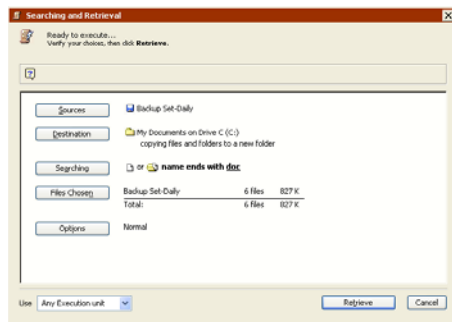 Searching and Retrieval
Ready to execute...
Verify your choices, then click Retrieve.
Sources
Backup Set-Daily
Destination
My Documents on Drive C (C:)
copying files and folders to a new folder
Searching
or name ends with doc
Files Chosen
Backup Set-Daily 6 files 827 K
Total: 6 files 827 K
Options
Normal
Use Any Execution unit
Retrieve
Cancel